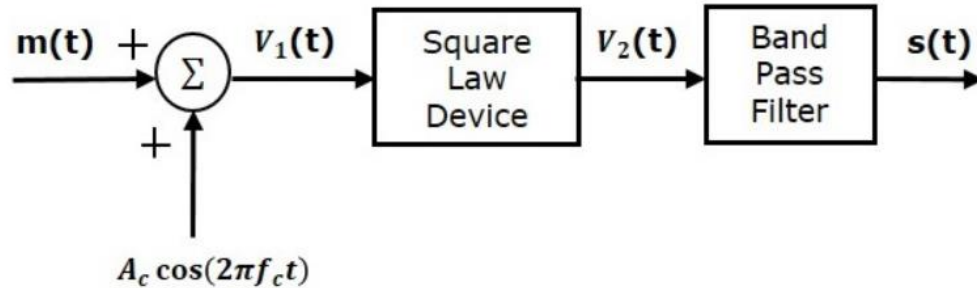 m(t)
+
Σ
V₁(t)
Square
Law
Device
V₂(t)
Band
Pass
Filter
s(t)
+
A_c cos(2πf_c t)